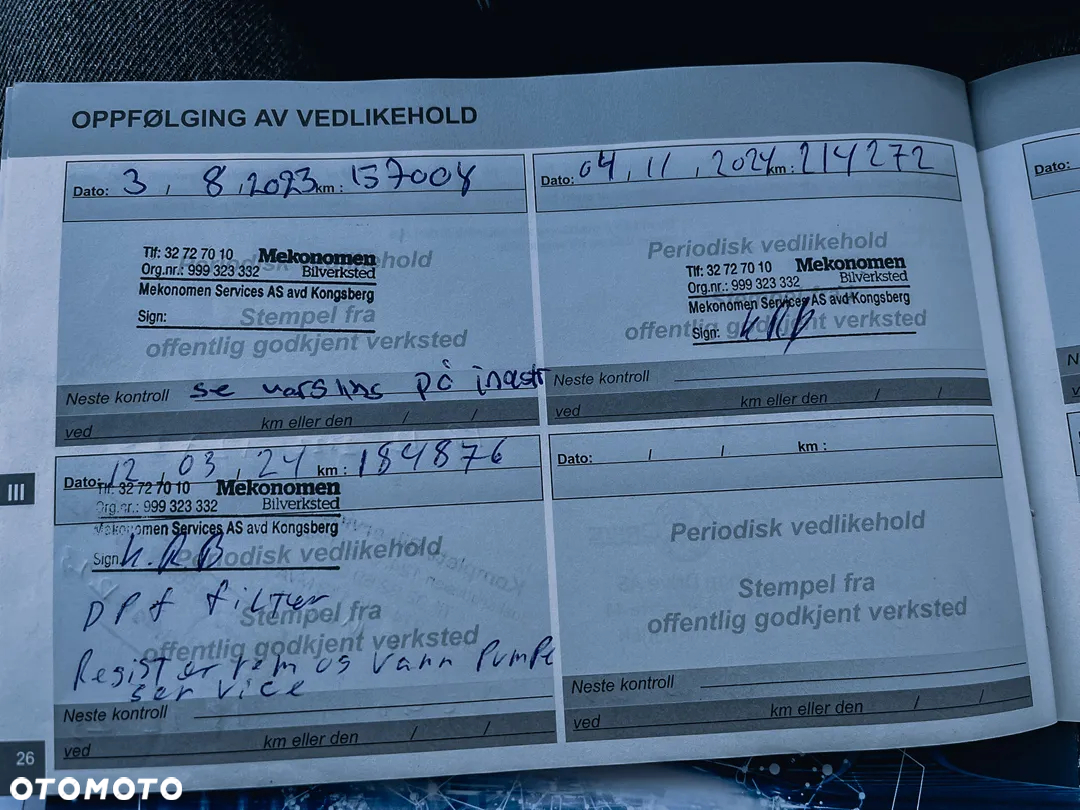 OPPFØLGING AV VEDLIKEHOLD
Dato: 3 , 8 , 2023 km : 157008
Tlf: 32 72 70 10 Mekonomen
Org.nr.: 999 323 332 Bilverksted
Mekonomen Services AS avd Kongsberg
Sign:
Stempel fra
offentlig godkjent verksted
Neste kontroll se varsling på inastr
ved km eller den / /
Dato: 04 , 11 , 2024 km : 214272
Periodisk vedlikehold
Tlf: 32 72 70 10 Mekonomen
Org.nr.: 999 323 332 Bilverksted
Mekonomen Services AS avd Kongsberg
Sign: KRB
offentlig godkjent verksted
Neste kontroll
ved km eller den / /
Dato: 12 , 03 , 24 km : 184876
Tlf: 32 72 70 10 Mekonomen
Org.nr.: 999 323 332 Bilverksted
Mekonomen Services AS avd Kongsberg
Sign K.RB
Periodisk vedlikehold
DPf filter
Stempel fra
offentlig godkjent verksted
Register rem og vann pumpe
service
Neste kontroll
ved km eller den / /
Dato: / / km :
Periodisk vedlikehold
Stempel fra
offentlig godkjent verksted
Neste kontroll
ved km eller den / /
Dato:
III
26
OTOMOTO